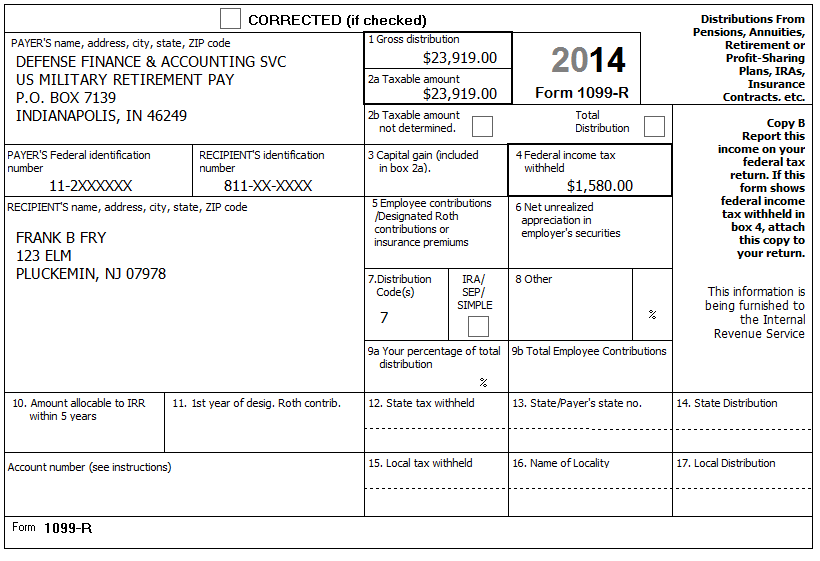 CORRECTED (if checked)
PAYER'S name, address, city, state, ZIP code
DEFENSE FINANCE & ACCOUNTING SVC
US MILITARY RETIREMENT PAY
P.O. BOX 7139
INDIANAPOLIS, IN 46249
1 Gross distribution
$23,919.00
2a Taxable amount
$23,919.00
2014
Form 1099-R
Distributions From
Pensions, Annuities,
Retirement or
Profit-Sharing
Plans, IRAs,
Insurance
Contracts, etc.
2b Taxable amount
not determined.
Total
Distribution
Copy B
Report this
income on your
federal tax
return. If this
form shows
federal income
tax withheld in
box 4, attach
this copy to
your return.
This information is
being furnished to
the Internal
Revenue Service
PAYER'S Federal identification
number
11-2XXXXXX
RECIPIENT'S identification
number
811-XX-XXXX
3 Capital gain (included
in box 2a).
4 Federal income tax
withheld
$1,580.00
RECIPIENT'S name, address, city, state, ZIP code
FRANK B FRY
123 ELM
PLUCKEMIN, NJ 07978
5 Employee contributions
/Designated Roth
contributions or
insurance premiums
6 Net unrealized
appreciation in
employer's securities
7.Distribution
Code(s)
7
IRA/
SEP/
SIMPLE
8 Other
%
9a Your percentage of total
distribution
%
9b Total Employee Contributions
10. Amount allocable to IRR
within 5 years
11. 1st year of desig. Roth contrib.
12. State tax withheld
13. State/Payer's state no.
14. State Distribution
Account number (see instructions)
15. Local tax withheld
16. Name of Locality
17. Local Distribution
Form 1099-R